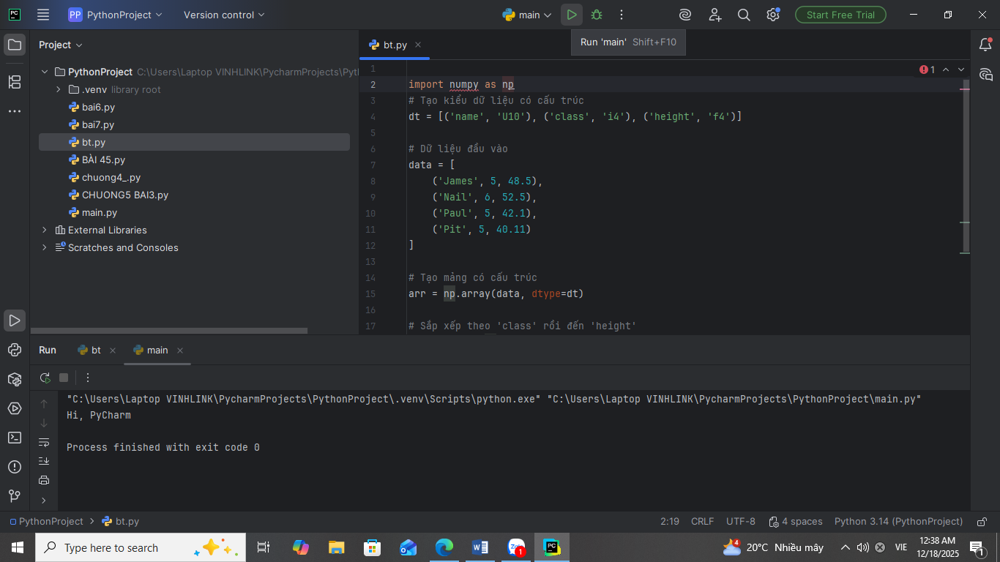 PC
PP PythonProject Version control main Start Free Trial
Run 'main' Shift+F10
Project
bt.py
PythonProject C:\Users\Laptop VINHLINK\PycharmProjects\Pyt
.venv library root
bai6.py
bai7.py
bt.py
BÀI 45.py
chuong4_.py
CHUONG5 BAI3.py
main.py
External Libraries
Scratches and Consoles
1
1
2 import numpy as np
3 # Tạo kiểu dữ liệu có cấu trúc
4 dt = [('name', 'U10'), ('class', 'i4'), ('height', 'f4')]
5
6 # Dữ liệu đầu vào
7 data = [
8 ('James', 5, 48.5),
9 ('Nail', 6, 52.5),
10 ('Paul', 5, 42.1),
11 ('Pit', 5, 40.11)
12 ]
13
14 # Tạo mảng có cấu trúc
15 arr = np.array(data, dtype=dt)
16
17 # Sắp xếp theo 'class' rồi đến 'height'
Run bt main
"C:\Users\Laptop VINHLINK\PycharmProjects\PythonProject\.venv\Scripts\python.exe" "C:\Users\Laptop VINHLINK\PycharmProjects\PythonProject\main.py"
Hi, PyCharm
Process finished with exit code 0
PythonProject > bt.py 2:19 CRLF UTF-8 4 spaces Python 3.14 (PythonProject)
Type here to search
W
Zalo
1
PC
4
20°C Nhiều mây
VIE
12:38 AM
12/18/2025
1